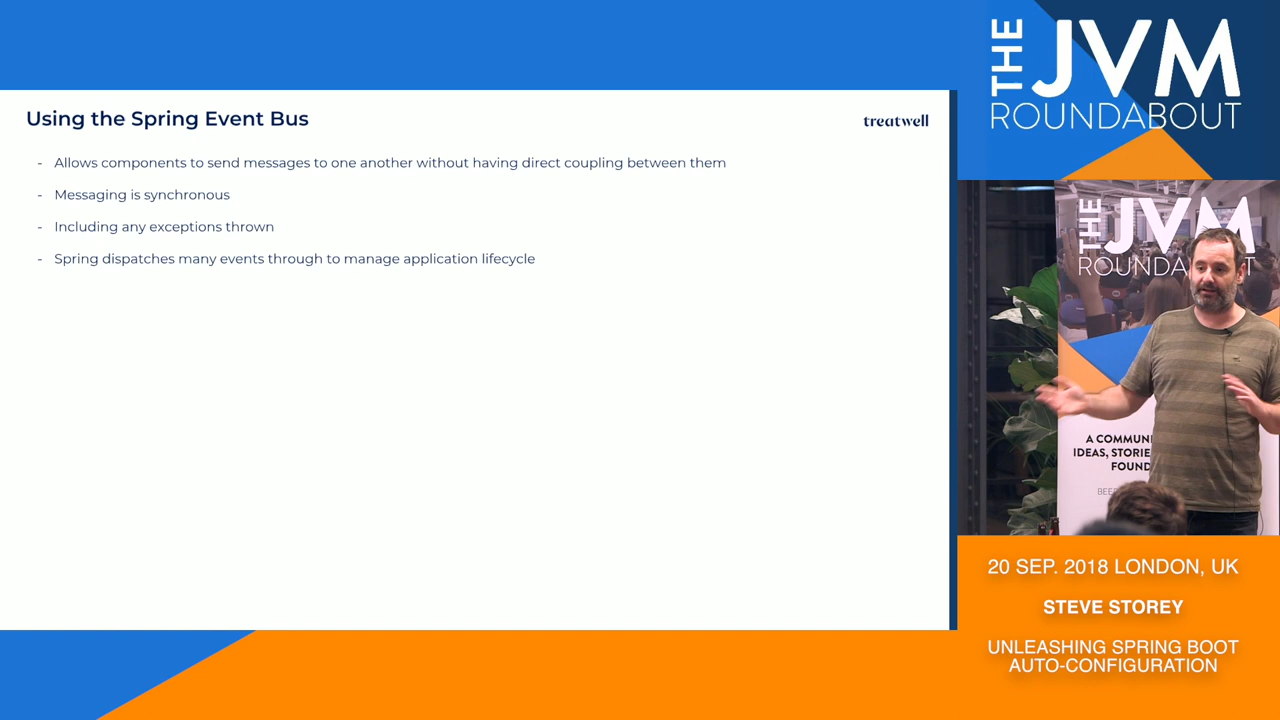 Using the Spring Event Bus
treatwell
- Allows components to send messages to one another without having direct coupling between them
- Messaging is synchronous
- Including any exceptions thrown
- Spring dispatches many events through to manage application lifecycle
THE
JVM
ROUNDABOUT
THE
JVM
ROUNDA T
A COMMUN
IDEAS, STORIE
FOUND
BEER
20 SEP. 2018 LONDON, UK
STEVE STOREY
UNLEASHING SPRING BOOT
AUTO-CONFIGURATION